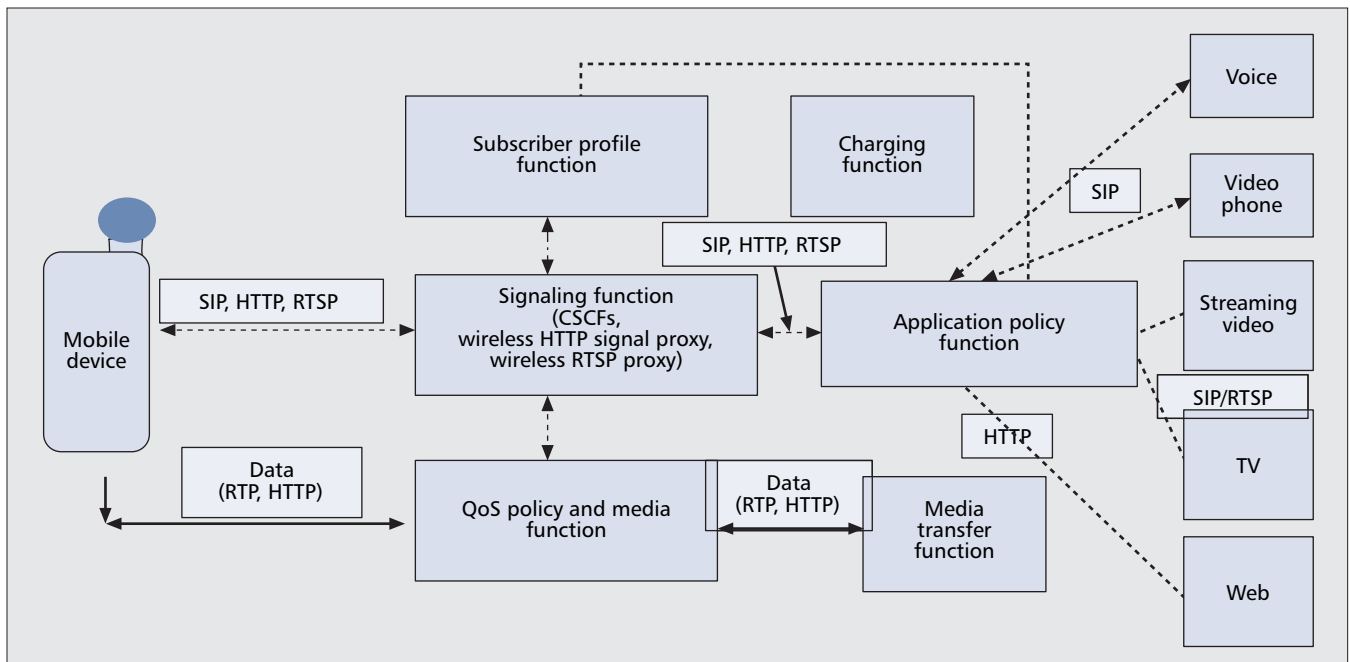 Voice
Subscriber profile
function
Charging
function
SIP
Video
phone
SIP, HTTP, RTSP
SIP, HTTP, RTSP
Signaling function
(CSCFs,
wireless HTTP signal proxy,
wireless RTSP proxy)
Application policy
function
Streaming
video
Mobile
device
SIP/RTSP
HTTP
TV
Data
(RTP, HTTP)
QoS policy and media
function
Data
(RTP, HTTP)
Media
transfer
function
Web